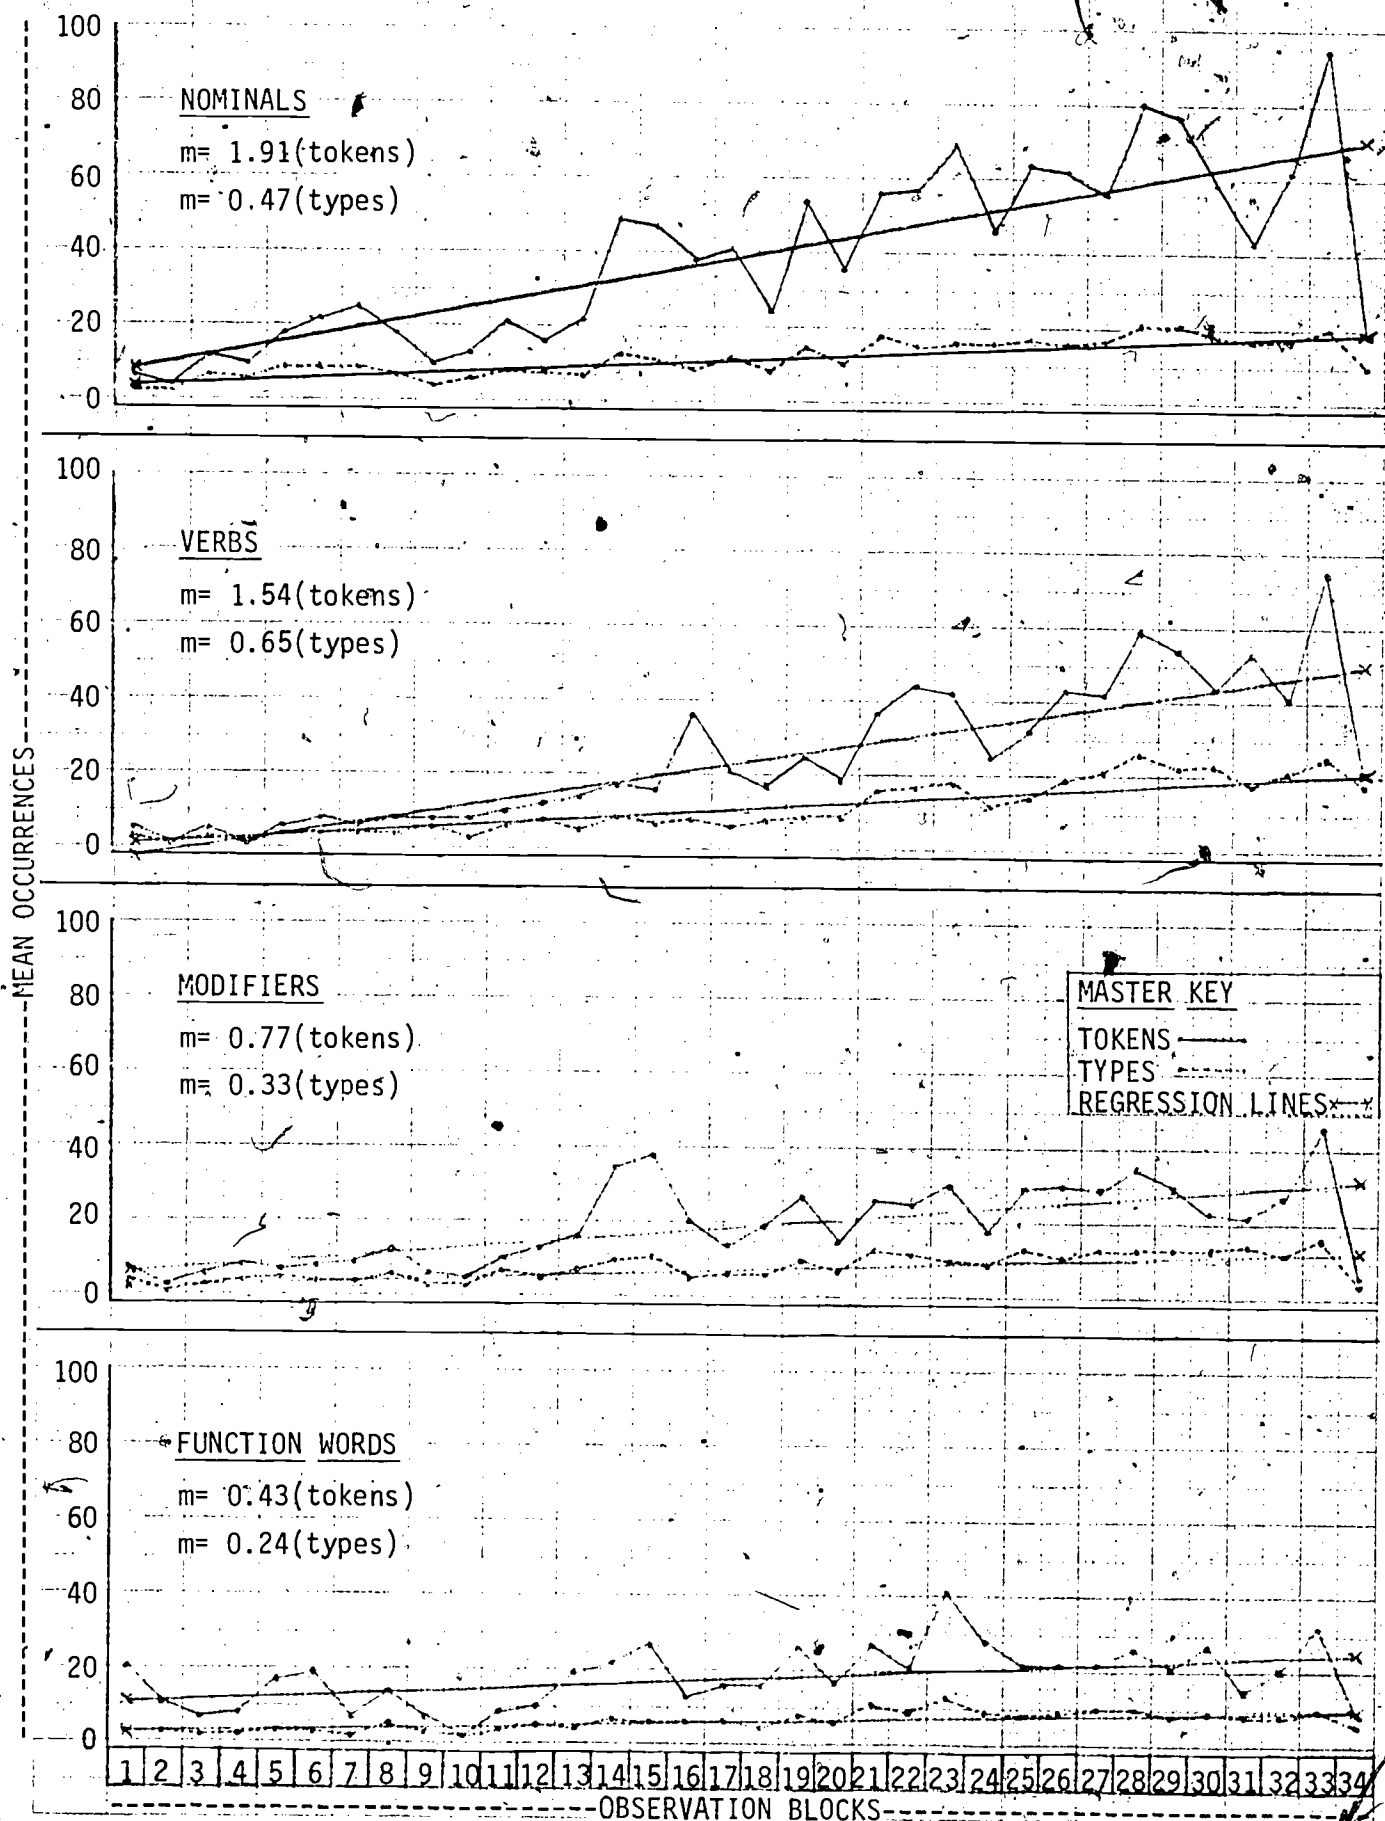 100
80
60
40
20
0
NOMINALS
m= 1.91(tokens)
m= 0.47(types)
100
80
60
40
20
0
VERBS
m= 1.54(tokens)
m= 0.65(types)
MEAN OCCURRENCES
100
80
60
40
20
0
MODIFIERS
m= 0.77(tokens)
m= 0.33(types)
MASTER KEY
TOKENS
TYPES
REGRESSION LINES
100
80
60
40
20
0
FUNCTION WORDS
m= 0.43(tokens)
m= 0.24(types)
1 2 3 4 5 6 7 8 9 10 11 12 13 14 15 16 17 18 19 20 21 22 23 24 25 26 27 28 29 30 31 32 33 34
OBSERVATION BLOCKS